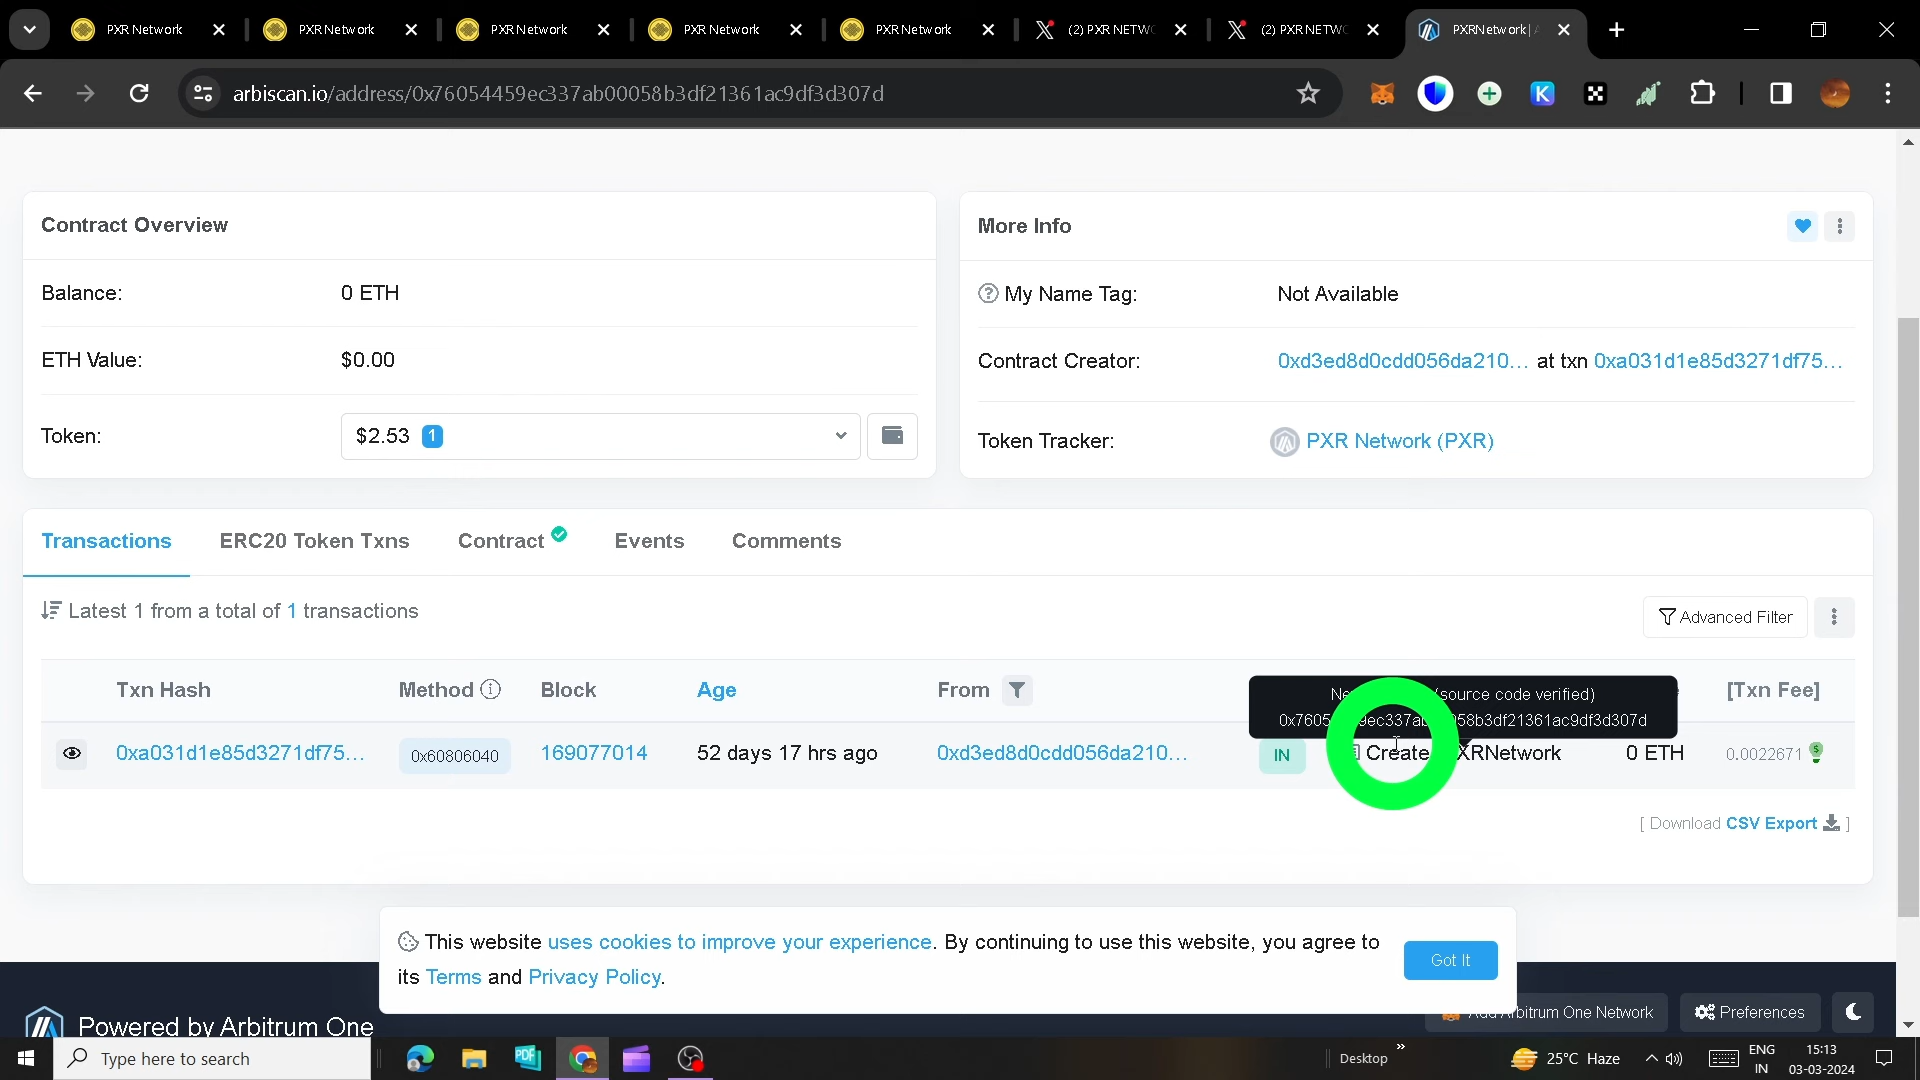 PXR Network
PXR Network
PXR Network
PXR Network
PXR Network
(2) PXR NETWC
(2) PXR NETWC
PXRNetwork |
arbiscan.io/address/0x76054459ec337ab00058b3df21361ac9df3d307d
Contract Overview
Balance: 0 ETH
ETH Value: $0.00
Token: $2.53 1
More Info
My Name Tag: Not Available
Contract Creator: 0xd3ed8d0cdd056da210... at txn 0xa031d1e85d3271df75...
Token Tracker: PXR Network (PXR)
Transactions ERC20 Token Txns Contract Events Comments
Latest 1 from a total of 1 transactions
Advanced Filter
Txn Hash Method Block Age From [Txn Fee]
(source code verified)
0xa031d1e85d3271df75... 0x60806040 169077014 52 days 17 hrs ago 0xd3ed8d0cdd056da210... IN Create: PXRNetwork 0 ETH 0.0022671
[ Download CSV Export ]
This website uses cookies to improve your experience. By continuing to use this website, you agree to
its Terms and Privacy Policy.
Got It
Powered by Arbitrum One
Add Arbitrum One Network
Preferences
Type here to search
Desktop
25°C Haze
ENG
IN
15:13
03-03-2024